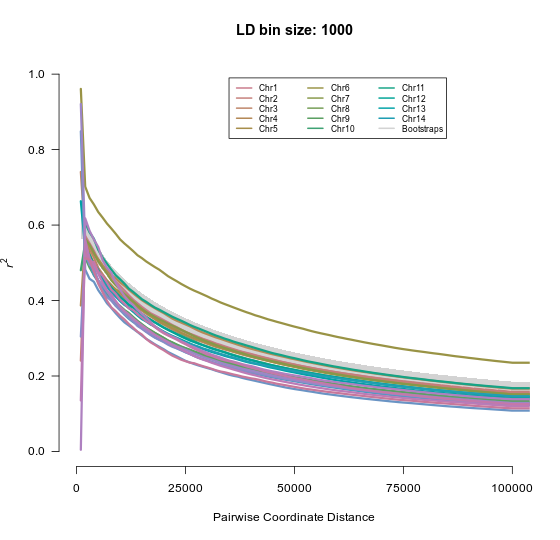 LD bin size: 1000
Chr1 Chr6 Chr11
Chr2 Chr7 Chr12
Chr3 Chr8 Chr13
Chr4 Chr9 Chr14
Chr5 Chr10 Bootstraps
1.0
0.8
0.6
r²
0.4
0.2
0.0
0 25000 50000 75000 100000
Pairwise Coordinate Distance